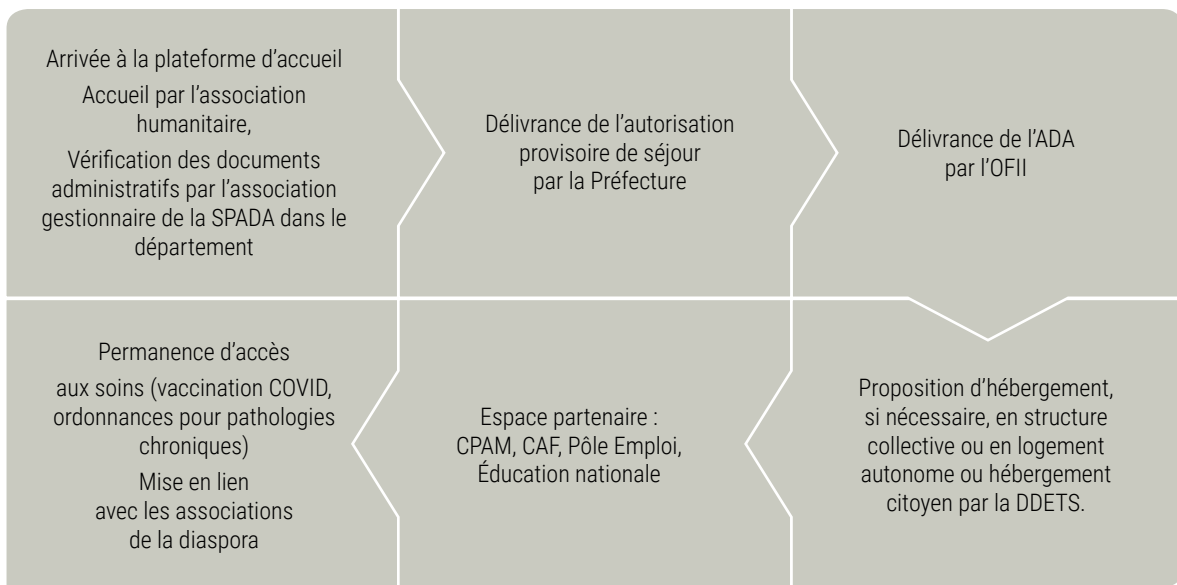 Arrivée à la plateforme d’accueil
Accueil par l’association
humanitaire,
Vérification des documents
administratifs par l’association
gestionnaire de la SPADA dans le
département
Délivrance de l’autorisation
provisoire de séjour
par la Préfecture
Délivrance de l’ADA
par l’OFII
Proposition d’hébergement,
si nécessaire, en structure
collective ou en logement
autonome ou hébergement
citoyen par la DDETS.
Espace partenaire :
CPAM, CAF, Pôle Emploi,
Éducation nationale
Permanence d’accès
aux soins (vaccination COVID,
ordonnances pour pathologies
chroniques)
Mise en lien
avec les associations
de la diaspora